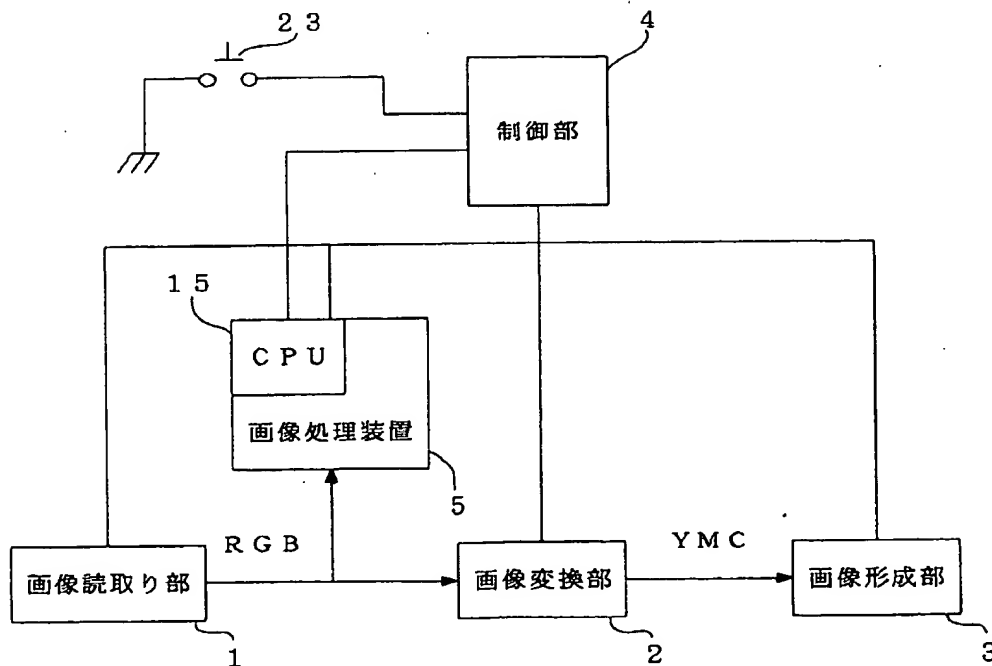 23
4
制御部
15
CPU
画像処理装置
5
RGB
YMC
画像読取り部
画像変換部
画像形成部
1
2
3